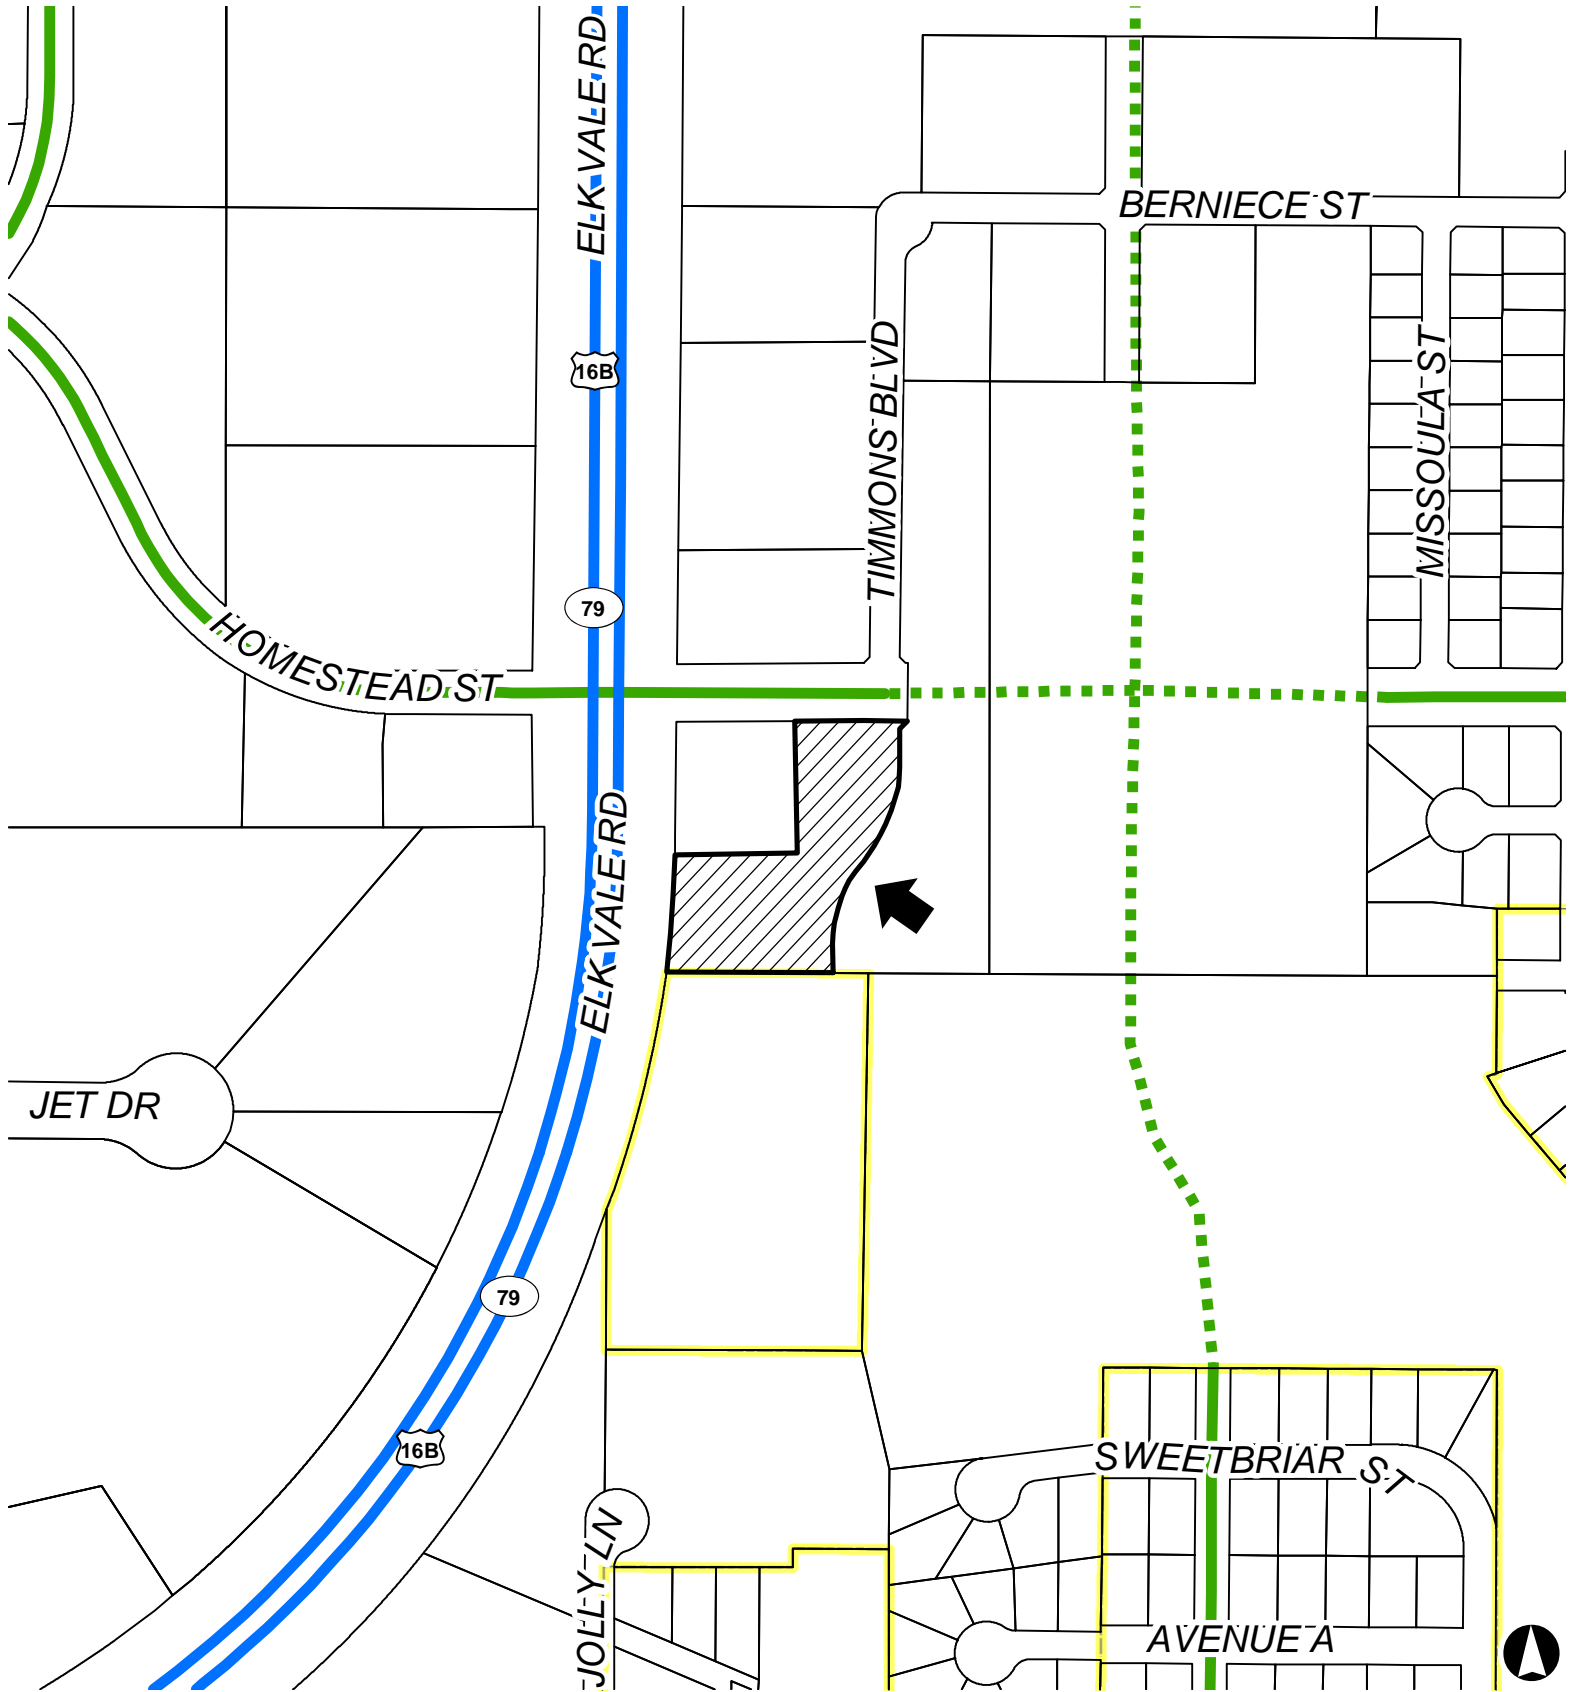 ELK VALE RD
BERNIECE ST
16B
TIMMONS BLVD
MISSOULA ST
79
HOMESTEAD ST
ELK VALE RD
JET DR
79
16B
SWEETBRIAR ST
JOLLY LN
AVENUE A